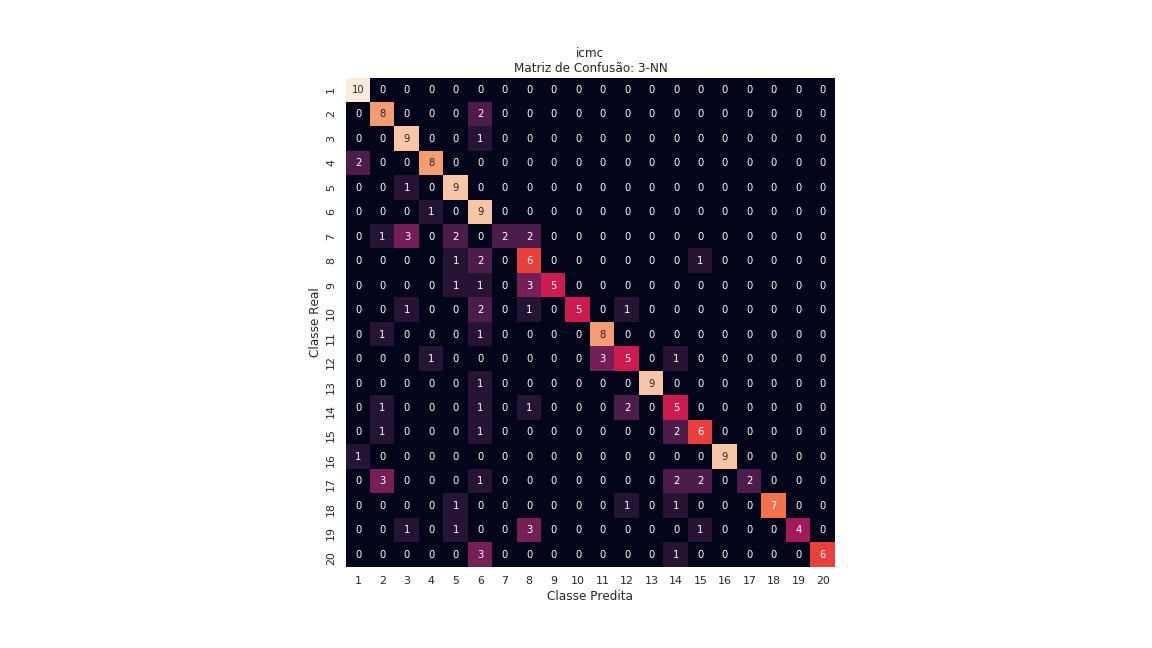 icmc
Matriz de Confusão: 3-NN
Classe Real
1 10 0 0 0 0 0 0 0 0 0 0 0 0 0 0 0 0 0 0 0
2 0 8 0 0 0 2 0 0 0 0 0 0 0 0 0 0 0 0 0 0
3 0 0 9 0 0 1 0 0 0 0 0 0 0 0 0 0 0 0 0 0
4 2 0 0 8 0 0 0 0 0 0 0 0 0 0 0 0 0 0 0 0
5 0 0 1 0 9 0 0 0 0 0 0 0 0 0 0 0 0 0 0 0
6 0 0 0 1 0 9 0 0 0 0 0 0 0 0 0 0 0 0 0 0
7 0 1 3 0 2 0 2 2 0 0 0 0 0 0 0 0 0 0 0 0
8 0 0 0 0 1 2 0 6 0 0 0 0 0 0 1 0 0 0 0 0
9 0 0 0 0 1 1 0 3 5 0 0 0 0 0 0 0 0 0 0 0
10 0 0 1 0 0 2 0 1 0 5 0 1 0 0 0 0 0 0 0 0
11 0 1 0 0 0 1 0 0 0 0 8 0 0 0 0 0 0 0 0 0
12 0 0 0 1 0 0 0 0 0 0 3 5 0 1 0 0 0 0 0 0
13 0 0 0 0 0 1 0 0 0 0 0 0 9 0 0 0 0 0 0 0
14 0 1 0 0 0 1 0 1 0 0 0 2 0 5 0 0 0 0 0 0
15 0 1 0 0 0 1 0 0 0 0 0 0 0 2 6 0 0 0 0 0
16 1 0 0 0 0 0 0 0 0 0 0 0 0 0 0 9 0 0 0 0
17 0 3 0 0 0 1 0 0 0 0 0 0 0 2 2 0 2 0 0 0
18 0 0 0 0 1 0 0 0 0 0 0 1 0 1 0 0 0 7 0 0
19 0 0 1 0 1 0 0 3 0 0 0 0 0 0 1 0 0 0 4 0
20 0 0 0 0 0 3 0 0 0 0 0 0 0 1 0 0 0 0 0 6
1 2 3 4 5 6 7 8 9 10 11 12 13 14 15 16 17 18 19 20
Classe Predita